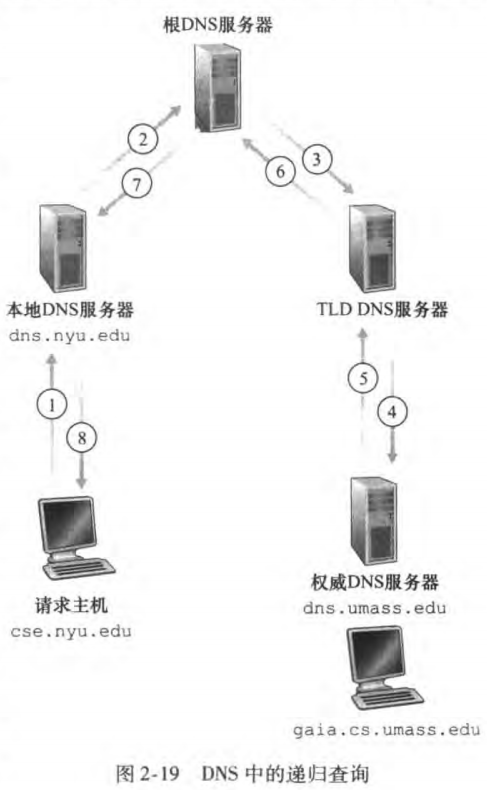 根DNS服务器
2
3
7
6
本地DNS服务器
dns.nyu.edu
TLD DNS服务器
1
8
5
4
请求主机
cse.nyu.edu
权威DNS服务器
dns.umass.edu
gaia.cs.umass.edu
图 2-19 DNS 中的递归查询